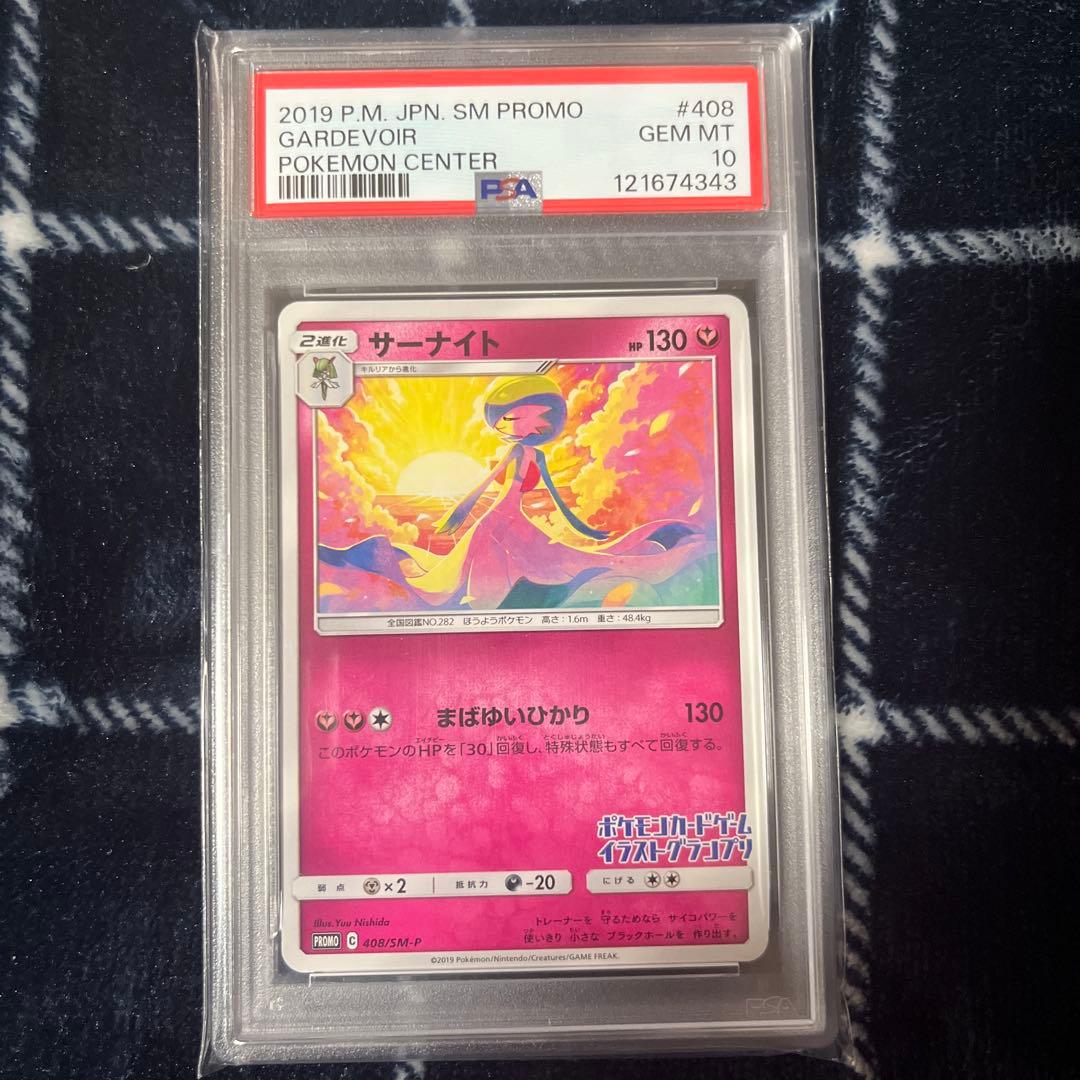 2019 P.M. JPN. SM PROMO #408
GARDEVOIR GEM MT
POKEMON CENTER 10
PSA 121674343
2進化 サーナイト HP 130
キルリアから進化
全国図鑑NO.282 ほうようポケモン 高さ:1.6m 重さ:48.4kg
まばゆいひかり 130
このポケモンのHPを「30」回復し、特殊状態もすべて回復する。
ポケモンカードゲーム
イラストグランプリ
弱点 ×2 抵抗力 -20 にげる
Illus.Yuu Nishida
トレーナーを 守るためなら サイコパワーを
使いきり 小さな ブラックホールを 作り出す。
PROMO C 408/SM-P
©2019 Pokémon/Nintendo/Creatures/GAME FREAK.
PSA